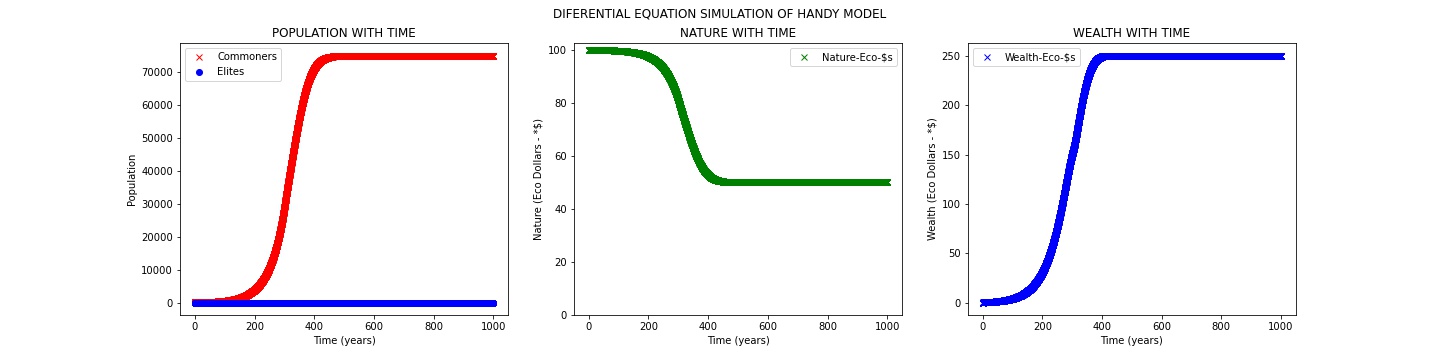 DIFERENTIAL EQUATION SIMULATION OF HANDY MODEL
POPULATION WITH TIME
Commoners
Elites
Population
70000
60000
50000
40000
30000
20000
10000
0
0 200 400 600 800 1000
Time (years)
NATURE WITH TIME
Nature-Eco-$s
Nature (Eco Dollars - *$)
100
80
60
40
20
0
0 200 400 600 800 1000
Time (years)
WEALTH WITH TIME
Wealth-Eco-$s
Wealth (Eco Dollars - *$)
250
200
150
100
50
0
0 200 400 600 800 1000
Time (years)